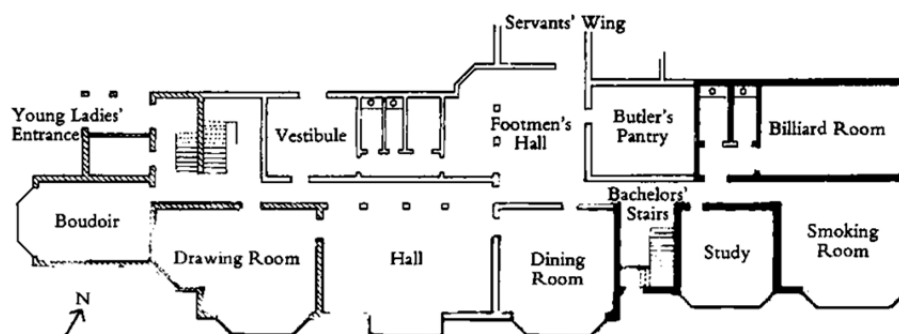 Servants' Wing
Young Ladies'
Entrance
Vestibule
Footmen's
Hall
Butler's
Pantry
Billiard Room
Boudoir
Bachelors'
Stairs
Drawing Room
Hall
Dining
Room
Study
Smoking
Room
N